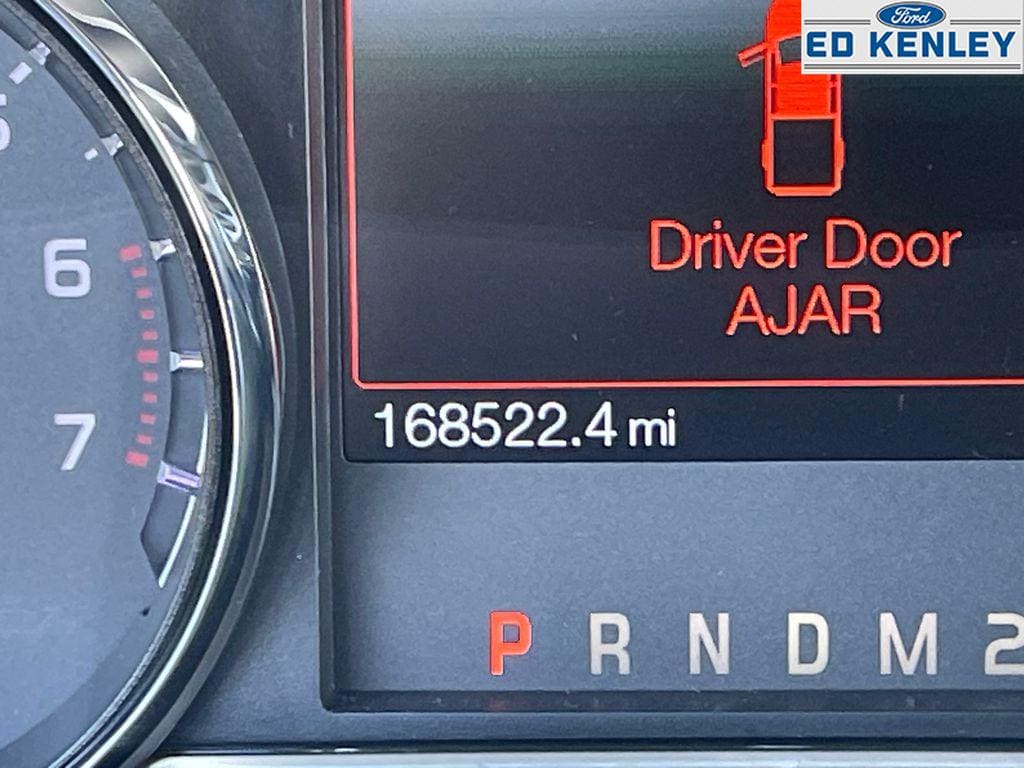 Ford
ED KENLEY
Driver Door
AJAR
6
7
168522.4 mi
P R N D M 2